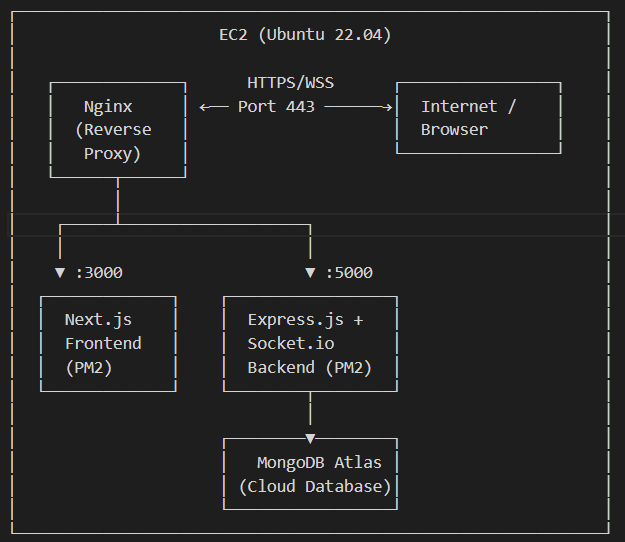 EC2 (Ubuntu 22.04)
HTTPS/WSS
Nginx ←── Port 443 ──────→ Internet /
(Reverse Browser
Proxy)
▼ :3000 ▼ :5000
Next.js Express.js +
Frontend Socket.io
(PM2) Backend (PM2)
▼
MongoDB Atlas
(Cloud Database)